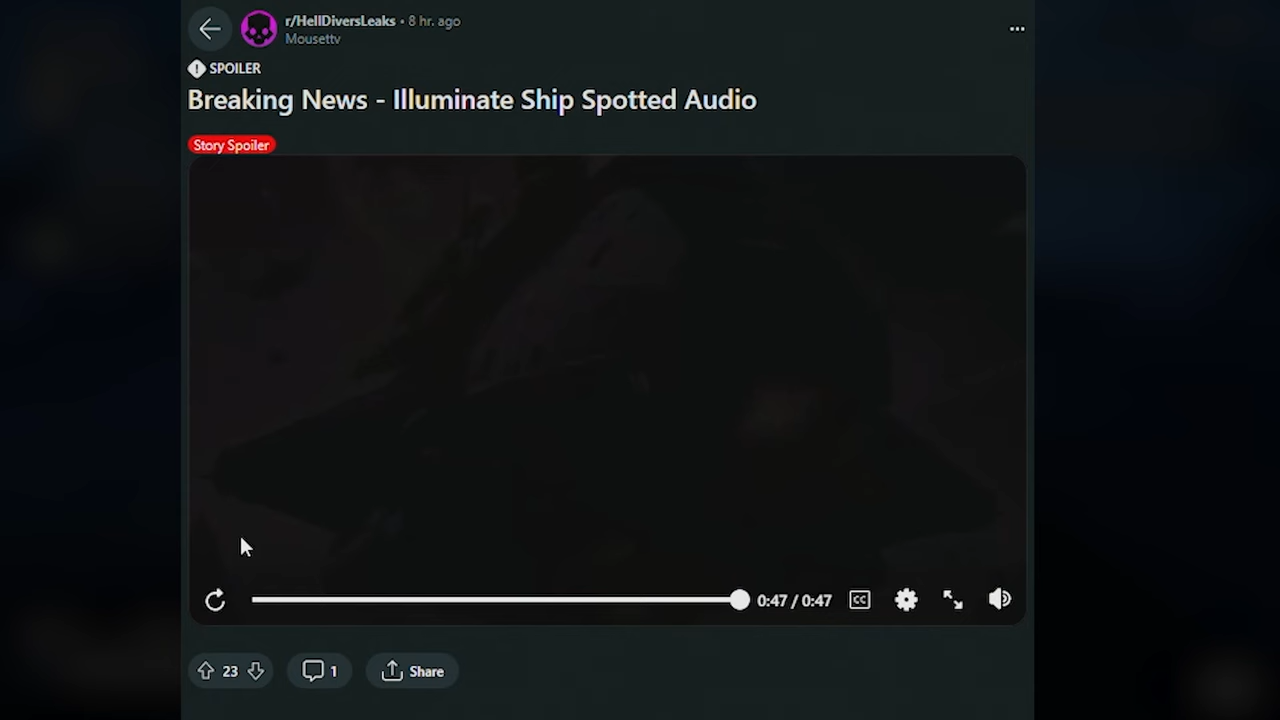 r/HellDiversLeaks • 8 hr. ago
Mousettv
SPOILER
Breaking News - Illuminate Ship Spotted Audio
Story Spoiler
0:47 / 0:47
CC
23
1
Share